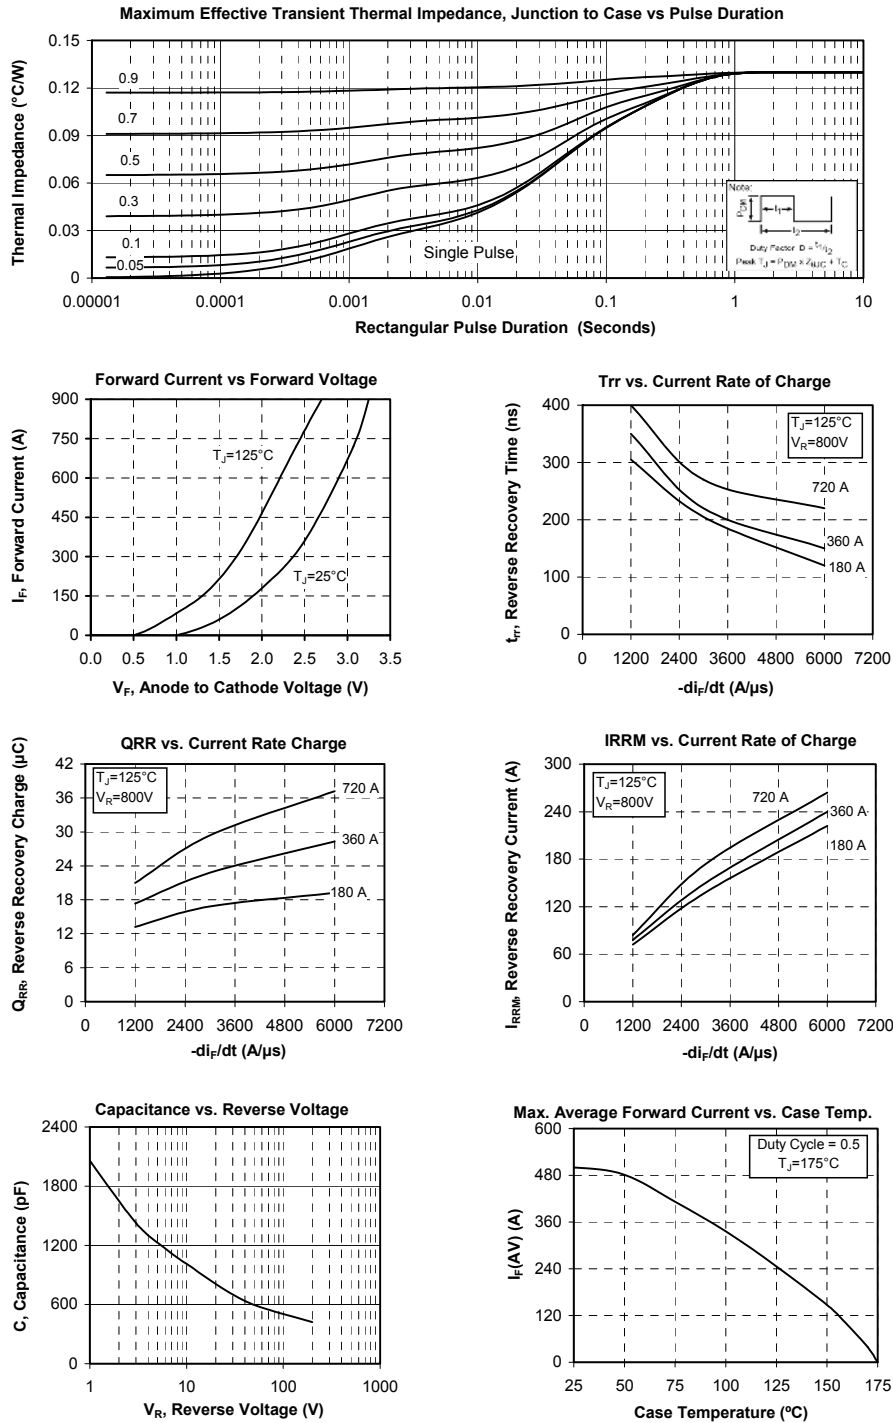 Maximum Effective Transient Thermal Impedance, Junction to Case vs Pulse Duration
Thermal Impedance (°C/W)
0.15
0.12
0.09
0.06
0.03
0
0.9
0.7
0.5
0.3
0.1
0.05
Single Pulse
Note:
PDM
t1
t2
Duty Factor D = t1/t2
Peak TJ = PDM x ZθJC + TC
0.00001 0.0001 0.001 0.01 0.1 1 10
Rectangular Pulse Duration (Seconds)
Forward Current vs Forward Voltage
IF, Forward Current (A)
900
750
600
450
300
150
0
TJ=125°C
TJ=25°C
0.0 0.5 1.0 1.5 2.0 2.5 3.0 3.5
VF, Anode to Cathode Voltage (V)
Trr vs. Current Rate of Charge
trr, Reverse Recovery Time (ns)
400
300
200
100
0
TJ=125°C
VR=800V
720 A
360 A
180 A
0 1200 2400 3600 4800 6000 7200
-diF/dt (A/µs)
QRR vs. Current Rate Charge
QRR, Reverse Recovery Charge (µC)
42
36
30
24
18
12
6
0
TJ=125°C
VR=800V
720 A
360 A
180 A
0 1200 2400 3600 4800 6000 7200
-diF/dt (A/µs)
IRRM vs. Current Rate of Charge
IRRM, Reverse Recovery Current (A)
300
240
180
120
60
0
TJ=125°C
VR=800V
720 A
360 A
180 A
0 1200 2400 3600 4800 6000 7200
-diF/dt (A/µs)
Capacitance vs. Reverse Voltage
C, Capacitance (pF)
2400
1800
1200
600
0
1 10 100 1000
VR, Reverse Voltage (V)
Max. Average Forward Current vs. Case Temp.
IF(AV) (A)
600
480
360
240
120
0
Duty Cycle = 0.5
TJ=175°C
25 50 75 100 125 150 175
Case Temperature (ºC)